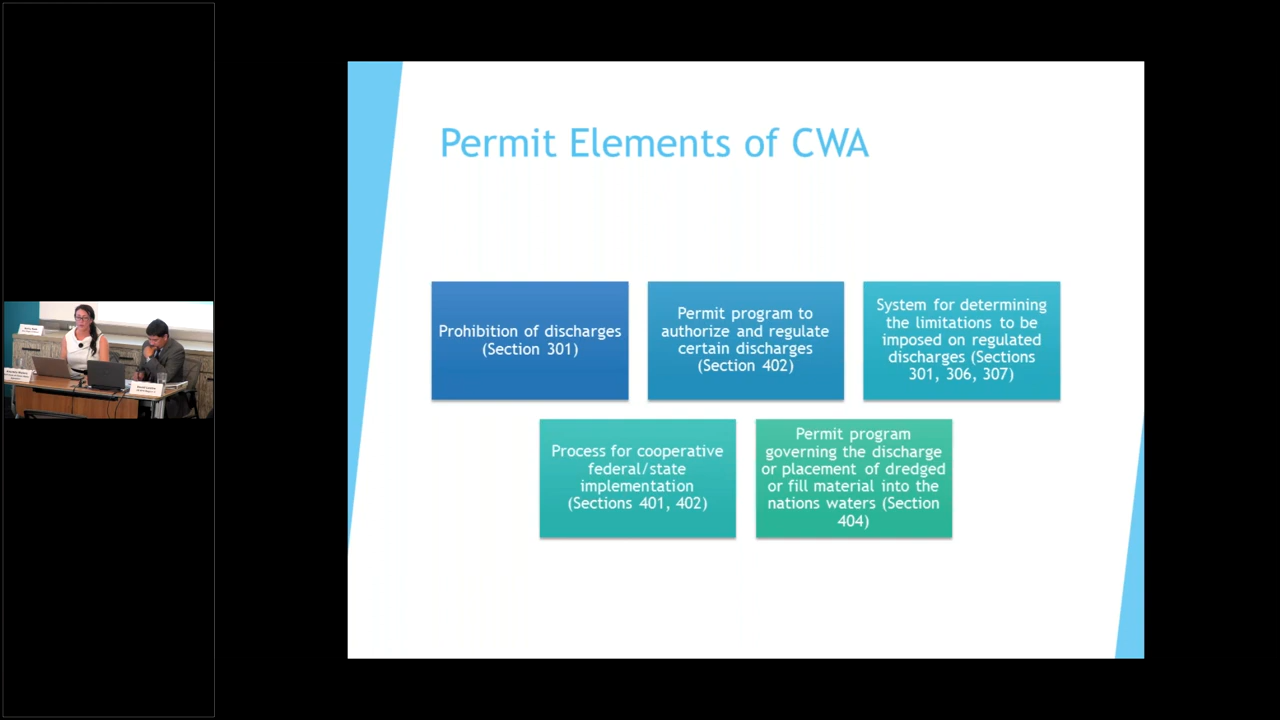 Permit Elements of CWA
Prohibition of discharges
(Section 301)
Permit program to
authorize and regulate
certain discharges
(Section 402)
System for determining
the limitations to be
imposed on regulated
discharges (Sections
301, 306, 307)
Process for cooperative
federal/state
implementation
(Sections 401, 402)
Permit program
governing the discharge
or placement of dredged
or fill material into the
nations waters (Section
404)